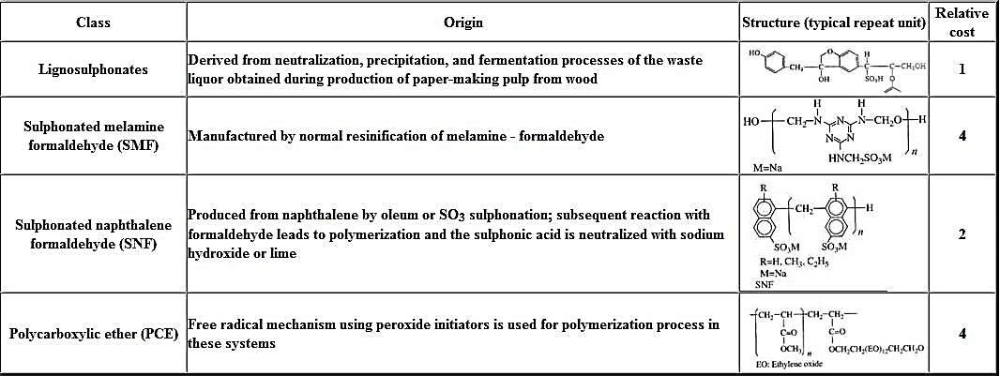 Class
Origin
Structure (typical repeat unit)
Relative
cost
Lignosulphonates
Derived from neutralization, precipitation, and fermentation processes of the waste
liquor obtained during production of paper-making pulp from wood
HO
CH₂
OH
O
H
C
SO₃H
C
CH₂OH
O
1
Sulphonated melamine
formaldehyde (SMF)
Manufactured by normal resinification of melamine - formaldehyde
H H
HO CH₂-N N N-CH₂O H
N N
HNCH₂SO₃M
n
M=Na
4
Sulphonated naphthalene
formaldehyde (SNF)
Produced from naphthalene by oleum or SO3 sulphonation; subsequent reaction with
formaldehyde leads to polymerization and the sulphonic acid is neutralized with sodium
hydroxide or lime
R R
CH₂ H
n
SO₃M SO₃M
R=H, CH₃, C₂H₅
M=Na
SNF
2
Polycarboxylic ether (PCE)
Free radical mechanism using peroxide initiators is used for polymerization process in
these systems
CH₂-CH CH₂-CH₂
C=O C=O
OCH₃ n OCH₂CH₂(EO)₁₂CH₂CH₂O
EO: Ethylene oxide
4